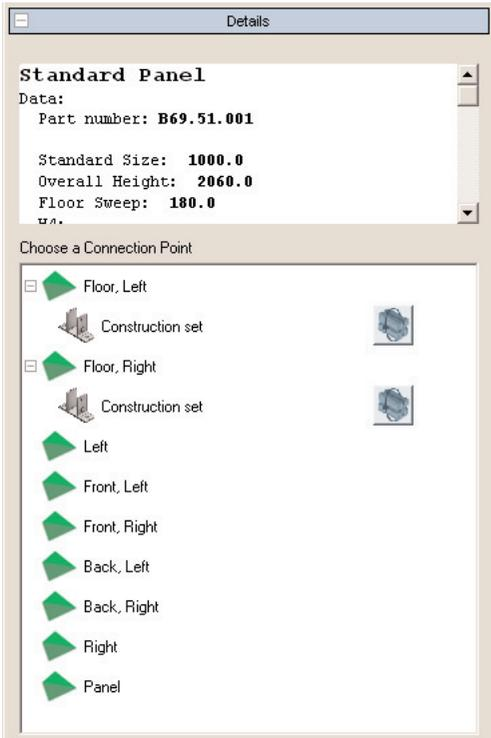 Details
Standard Panel
Data:
Part number: B69.51.001
Standard Size: 1000.0
Overall Height: 2060.0
Floor Sweep: 180.0
Choose a Connection Point
Floor, Left
Construction set
Floor, Right
Construction set
Left
Front, Left
Front, Right
Back, Left
Back, Right
Right
Panel